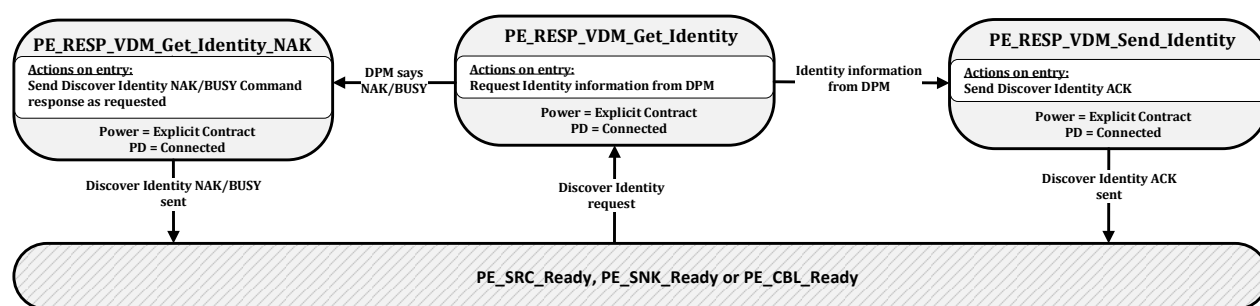 PE_RESP_VDM_Get_Identity_NAK
Actions on entry:
Send Discover Identity NAK/BUSY Command
response as requested
Power = Explicit Contract
PD = Connected
DPM says
NAK/BUSY
PE_RESP_VDM_Get_Identity
Actions on entry:
Request Identity information from DPM
Power = Explicit Contract
PD = Connected
Identity information
from DPM
PE_RESP_VDM_Send_Identity
Actions on entry:
Send Discover Identity ACK
Power = Explicit Contract
PD = Connected
Discover Identity NAK/BUSY
sent
Discover Identity
request
Discover Identity ACK
sent
PE_SRC_Ready, PE_SNK_Ready or PE_CBL_Ready